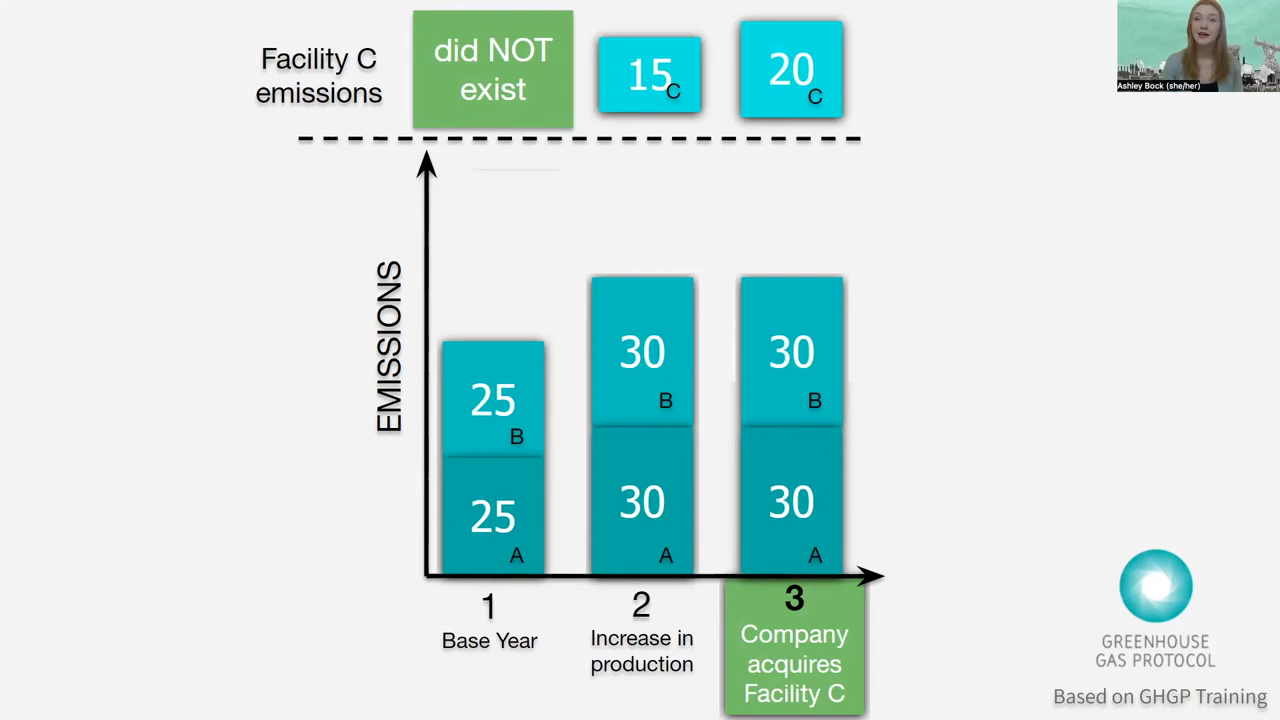 Facility C
emissions
did NOT
exist
15
C
20
C
Ashley Bock (she/her)
EMISSIONS
25
B
25
A
30
B
30
A
30
B
30
A
1
Base Year
2
Increase in
production
3
Company
acquires
Facility C
GREENHOUSE
GAS PROTOCOL
Based on GHGP Training